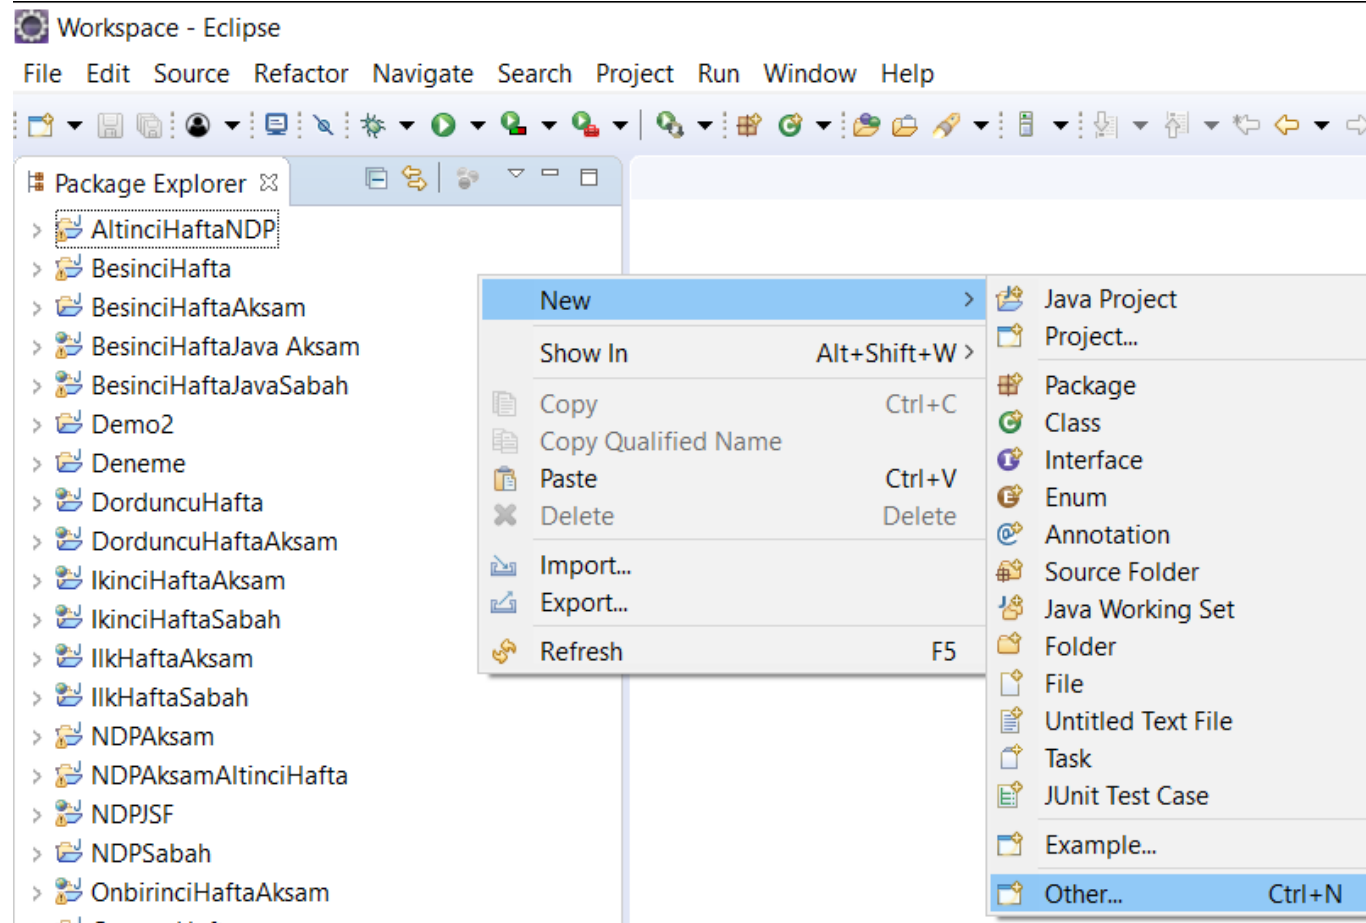 Workspace - Eclipse
File Edit Source Refactor Navigate Search Project Run Window Help
Package Explorer
AltinciHaftaNDP
BesinciHafta
BesinciHaftaAksam
BesinciHaftaJava Aksam
BesinciHaftaJavaSabah
Demo2
Deneme
DorduncuHafta
DorduncuHaftaAksam
IkinciHaftaAksam
IkinciHaftaSabah
IlkHaftaAksam
IlkHaftaSabah
NDPAksam
NDPAksamAltinciHafta
NDPJSF
NDPSabah
OnbirinciHaftaAksam
New
Show In Alt+Shift+W
Copy Ctrl+C
Copy Qualified Name
Paste Ctrl+V
Delete Delete
Import...
Export...
Refresh F5
Java Project
Project...
Package
Class
Interface
Enum
Annotation
Source Folder
Java Working Set
Folder
File
Untitled Text File
Task
JUnit Test Case
Example...
Other... Ctrl+N